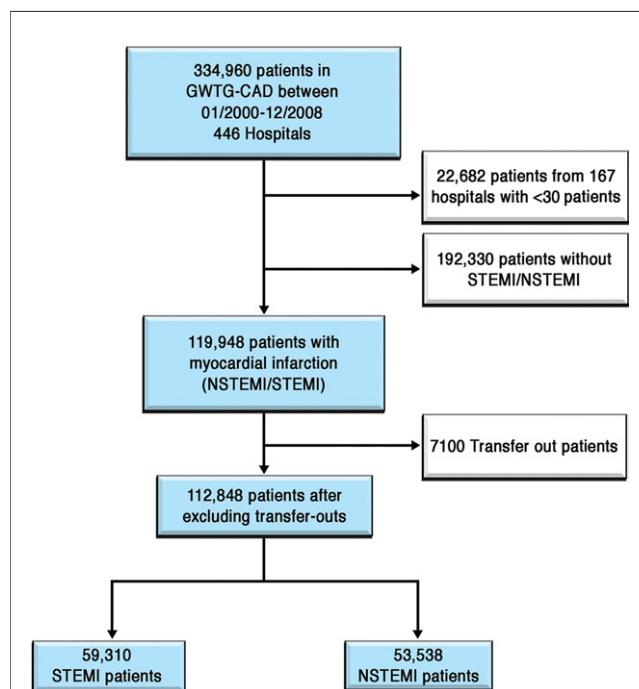 334,960 patients in
GWTG-CAD between
01/2000-12/2008
446 Hospitals
22,682 patients from 167
hospitals with <30 patients
192,330 patients without
STEMI/NSTEMI
119,948 patients with
myocardial infarction
(NSTEMI/STEMI)
7100 Transfer out patients
112,848 patients after
excluding transfer-outs
59,310
STEMI patients
53,538
NSTEMI patients